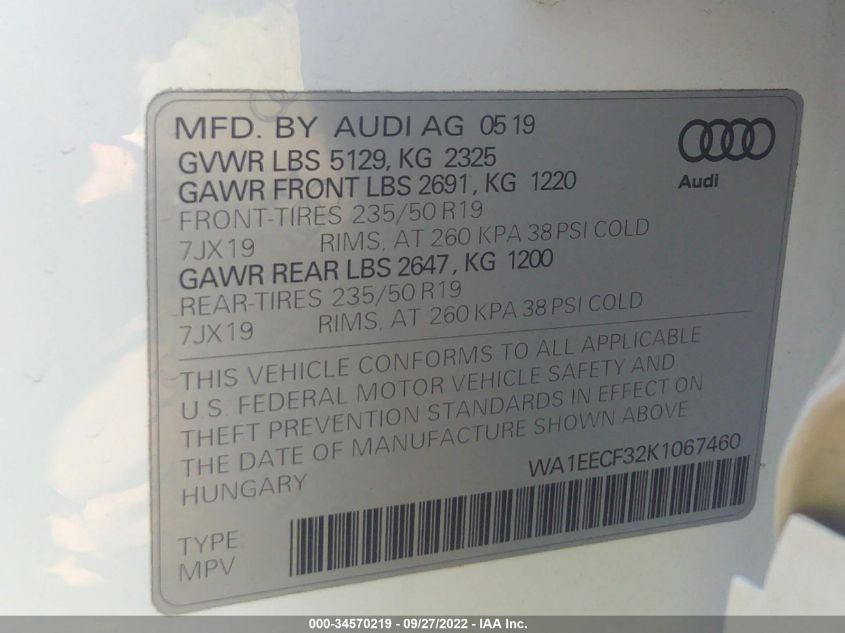 MFD. BY AUDI AG 0519
GVWR LBS 5129, KG 2325
GAWR FRONT LBS 2691, KG 1220
FRONT-TIRES 235/50 R19
7JX19 RIMS, AT 260 KPA 38 PSI COLD
GAWR REAR LBS 2647, KG 1200
REAR-TIRES 235/50 R19
7JX19 RIMS, AT 260 KPA 38 PSI COLD
Audi
THIS VEHICLE CONFORMS TO ALL APPLICABLE
U.S. FEDERAL MOTOR VEHICLE SAFETY AND
THEFT PREVENTION STANDARDS IN EFFECT ON
THE DATE OF MANUFACTURE SHOWN ABOVE
HUNGARY WA1EECF32K1067460
TYPE
MPV
000-34570219 - 09/27/2022 - IAA Inc.